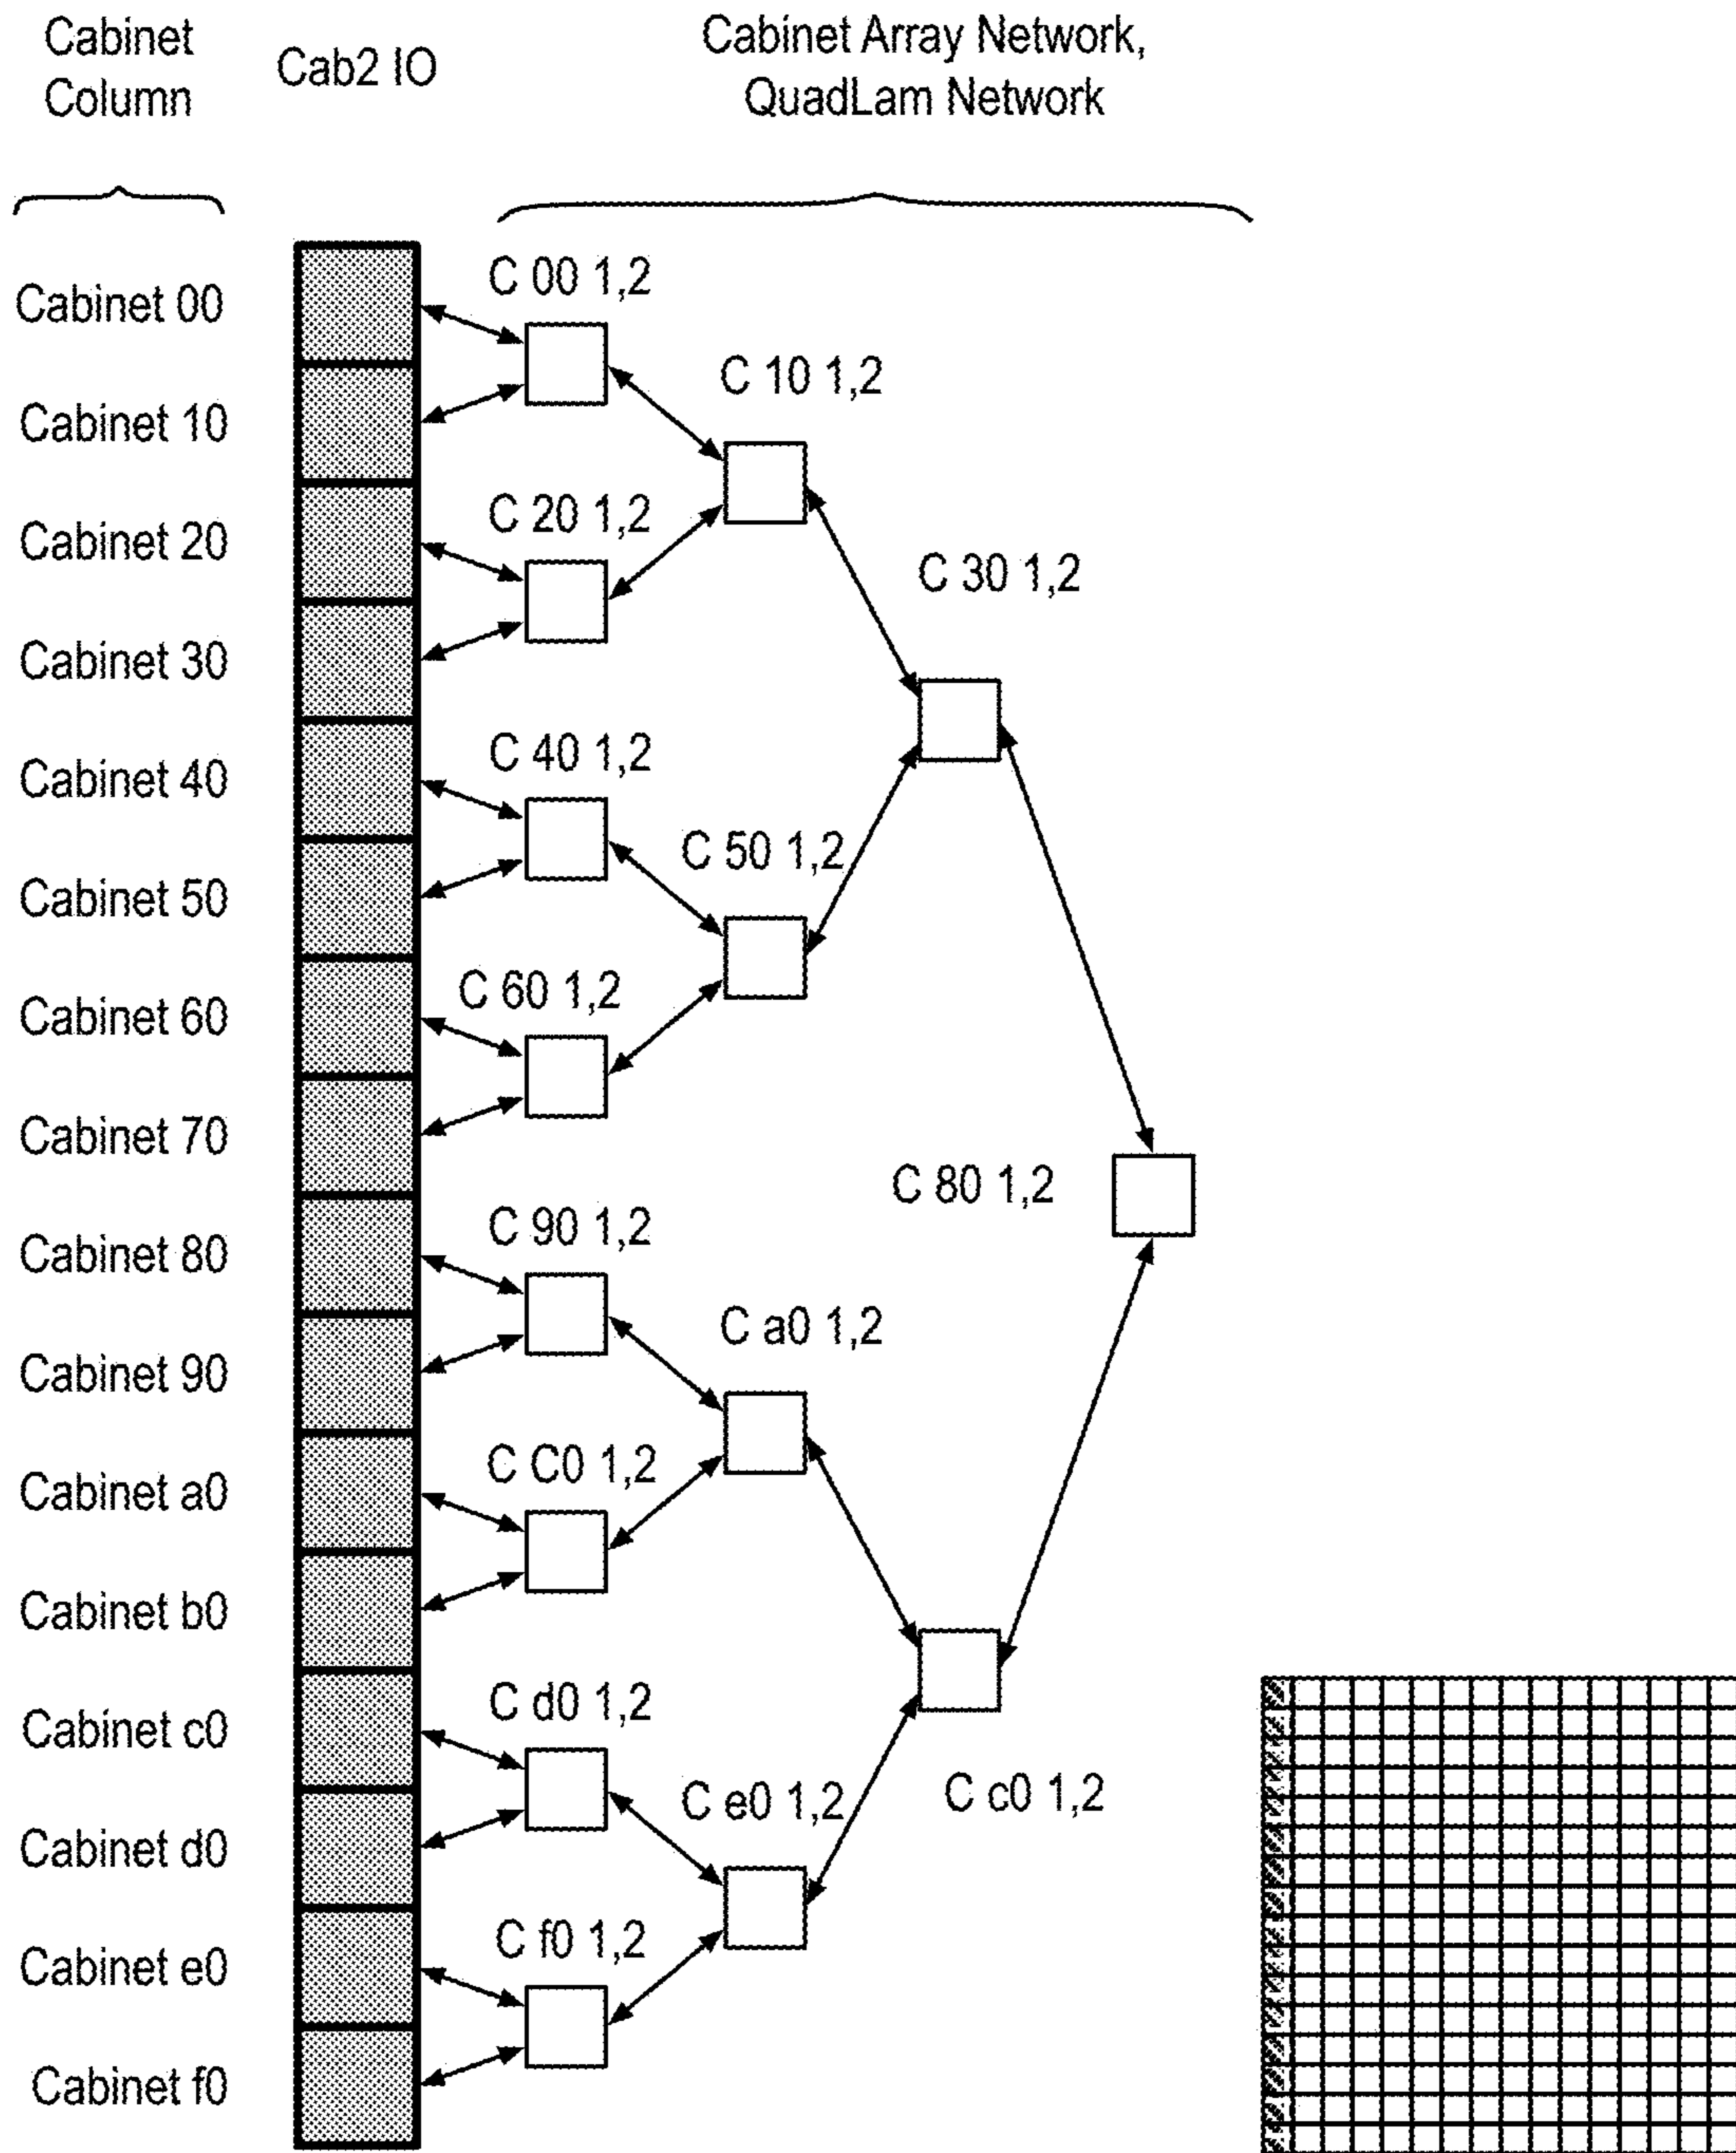 Cabinet
Column
Cab2 IO
Cabinet Array Network,
QuadLam Network
Cabinet 00
Cabinet 10
Cabinet 20
Cabinet 30
Cabinet 40
Cabinet 50
Cabinet 60
Cabinet 70
Cabinet 80
Cabinet 90
Cabinet a0
Cabinet b0
Cabinet c0
Cabinet d0
Cabinet e0
Cabinet f0
C 00 1,2
C 10 1,2
C 20 1,2
C 30 1,2
C 40 1,2
C 50 1,2
C 60 1,2
C 80 1,2
C 90 1,2
C a0 1,2
C C0 1,2
C d0 1,2
C e0 1,2
C c0 1,2
C f0 1,2